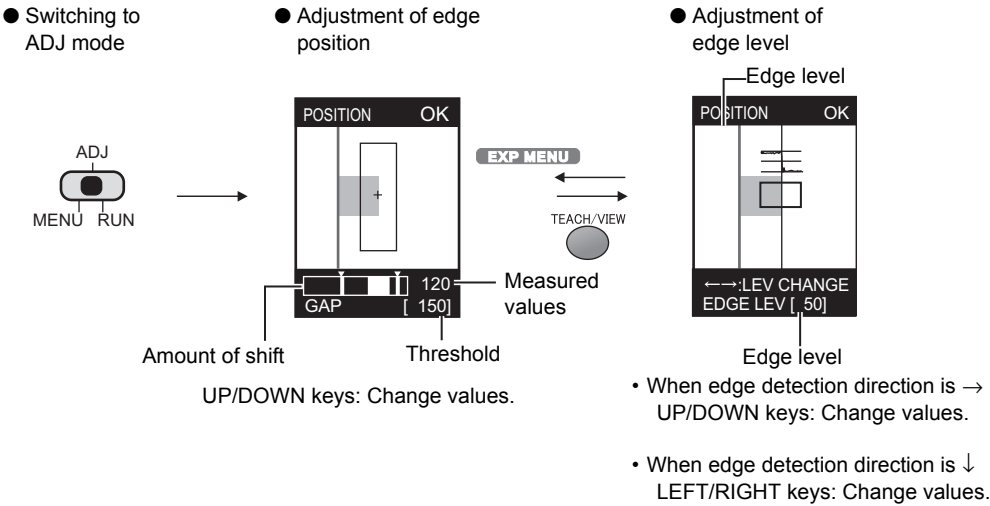 ● Switching to
ADJ mode
● Adjustment of edge
position
● Adjustment of
edge level
Edge level
POSITION OK
POSITION OK
EXP MENU
ADJ
MENU RUN
TEACH/VIEW
120
GAP [ 150]
Measured
values
←→:LEV CHANGE
EDGE LEV [ 50]
Amount of shift
Threshold
Edge level
UP/DOWN keys: Change values.
• When edge detection direction is →
UP/DOWN keys: Change values.
• When edge detection direction is ↓
LEFT/RIGHT keys: Change values.